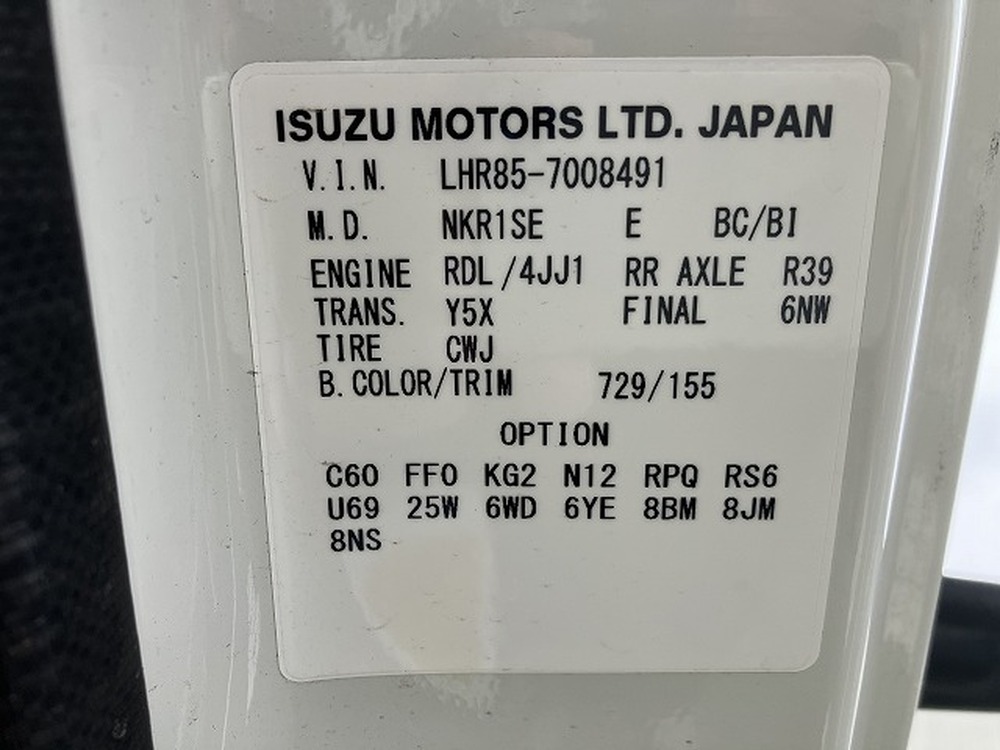 ISUZU MOTORS LTD. JAPAN
V.I.N. LHR85-7008491
M.D. NKR1SE E BC/BI
ENGINE RDL/4JJ1 RR AXLE R39
TRANS. Y5X FINAL 6NW
TIRE CWJ
B.COLOR/TRIM 729/155
OPTION
C60 FF0 KG2 N12 RPQ RS6
U69 25W 6WD 6YE 8BM 8JM
8NS